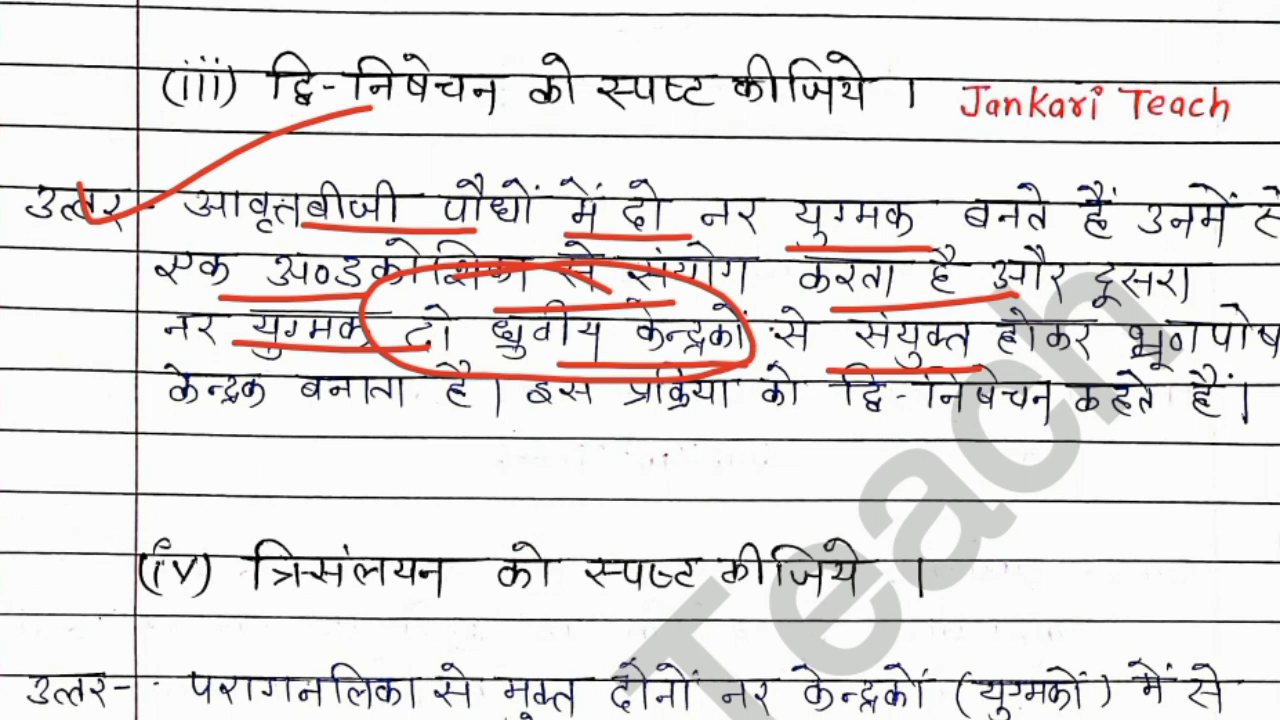 (iii) द्वि-निषेचन को स्पष्ट कीजिये ।
Jankari Teach
उत्तर- आवृत्तबीजी पौधों में दो नर युग्मक बनते हैं उनमें से
एक अण्डकोशिका से संयोग करता है और दूसरा
नर युग्मक दो ध्रुवीय केन्द्रकों से संयुक्त होकर भ्रूणपोष
केन्द्रक बनाता है। इस प्रक्रिया को द्वि-निषेचन कहते हैं।
(iv) त्रिसंलयन को स्पष्ट कीजिये ।
उत्तर- परागनलिका से मुक्त दोनों नर केन्द्रकों (युग्मकों) में से
Teach